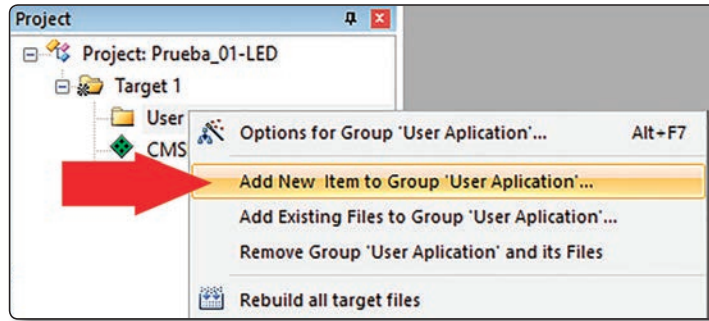 Project
Project: Prueba_01-LED
Target 1
User
CMS
Options for Group 'User Aplication'... Alt+F7
Add New Item to Group 'User Aplication'...
Add Existing Files to Group 'User Aplication'...
Remove Group 'User Aplication' and its Files
Rebuild all target files